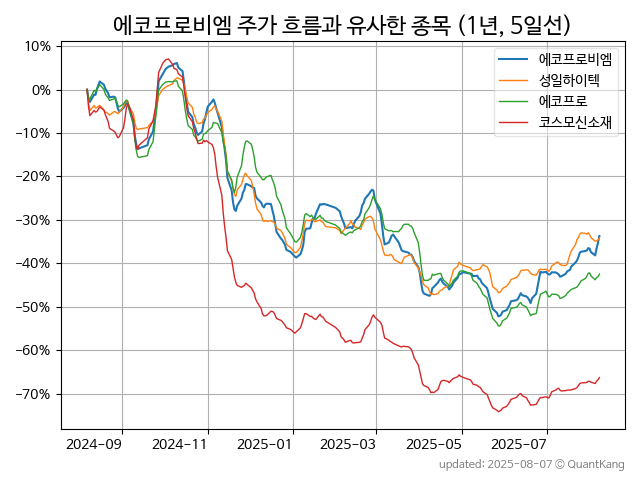 에코프로비엠 주가 흐름과 유사한 종목 (1년, 5일선)
10%
0%
−10%
−20%
−30%
−40%
−50%
−60%
−70%
에코프로비엠
성일하이텍
에코프로
코스모신소재
2024-09
2024-11
2025-01
2025-03
2025-05
2025-07
updated: 2025-08-07 © QuantKang